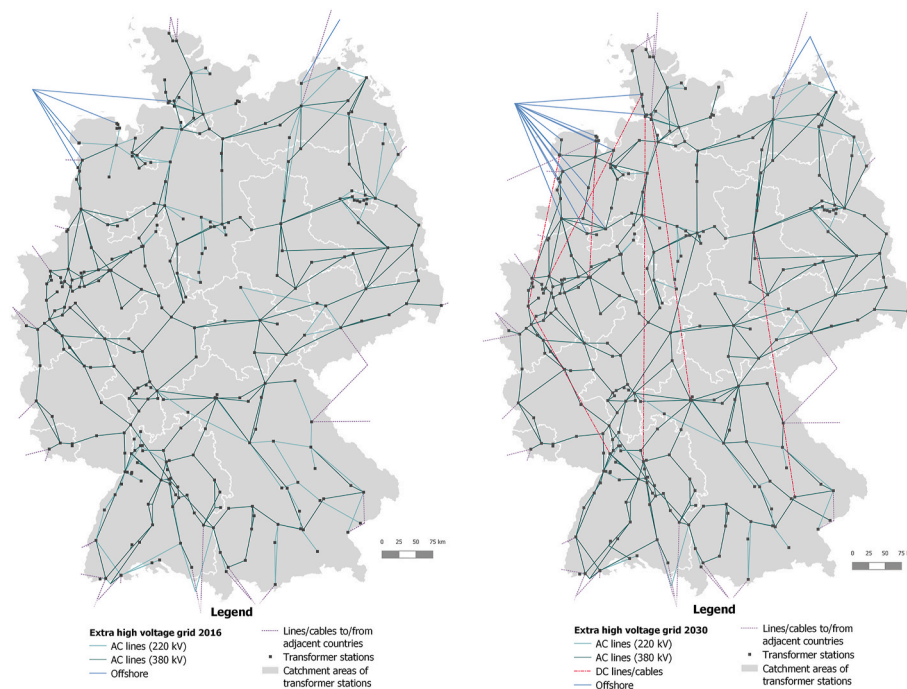 0 25 50 75 km
0 25 50 75
Legend
Extra high voltage grid 2016
AC lines (220 kV)
AC lines (380 kV)
Offshore
Lines/cables to/from
adjacent countries
Transformer stations
Catchment areas of
transformer stations
Legend
Extra high voltage grid 2030
AC lines (220 kV)
AC lines (380 kV)
DC lines/cables
Offshore
Lines/cables to/from
adjacent countries
Transformer stations
Catchment areas of
transformer stations